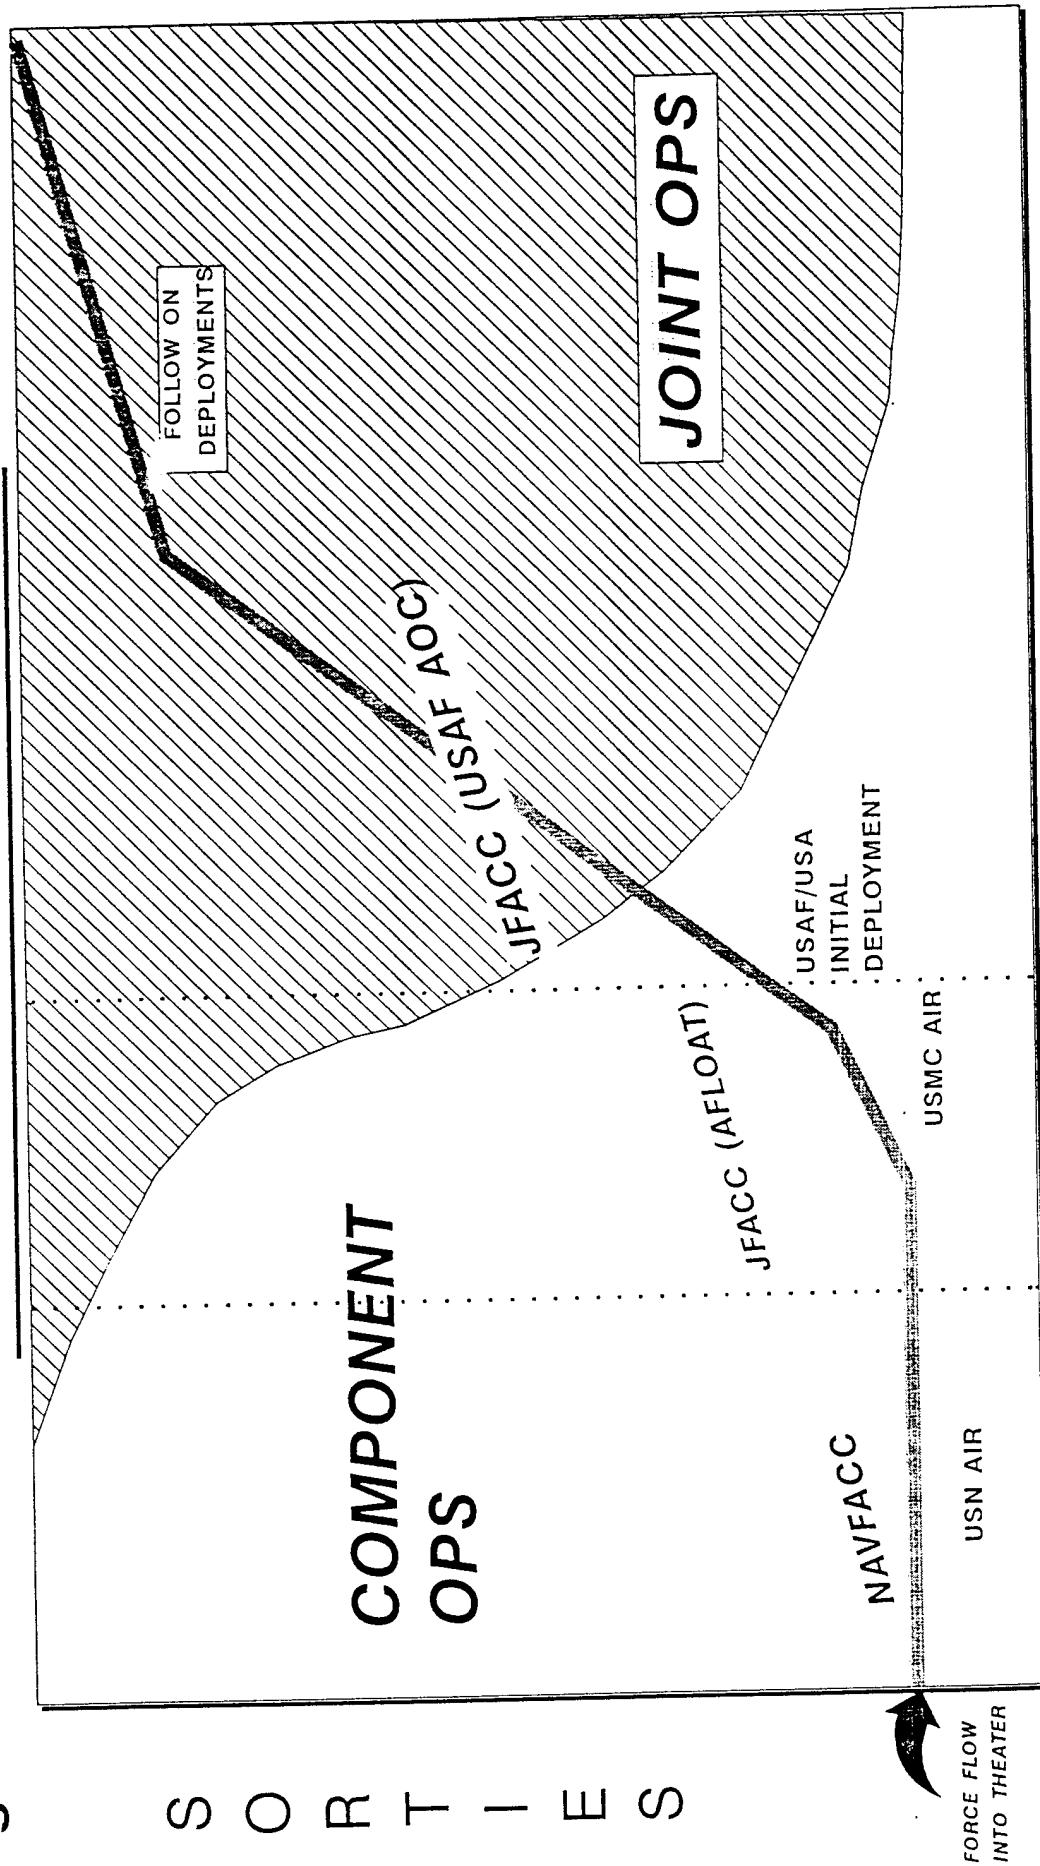 S
O
R
T
I
E
S
FORCE FLOW
INTO THEATER
COMPONENT
OPS
NAVFACC
USN AIR
JFACC (AFLOAT)
USMC AIR
USAF/USA
INITIAL
DEPLOYMENT
JFACC (USAF AOC)
FOLLOW ON
DEPLOYMENTS
JOINT OPS